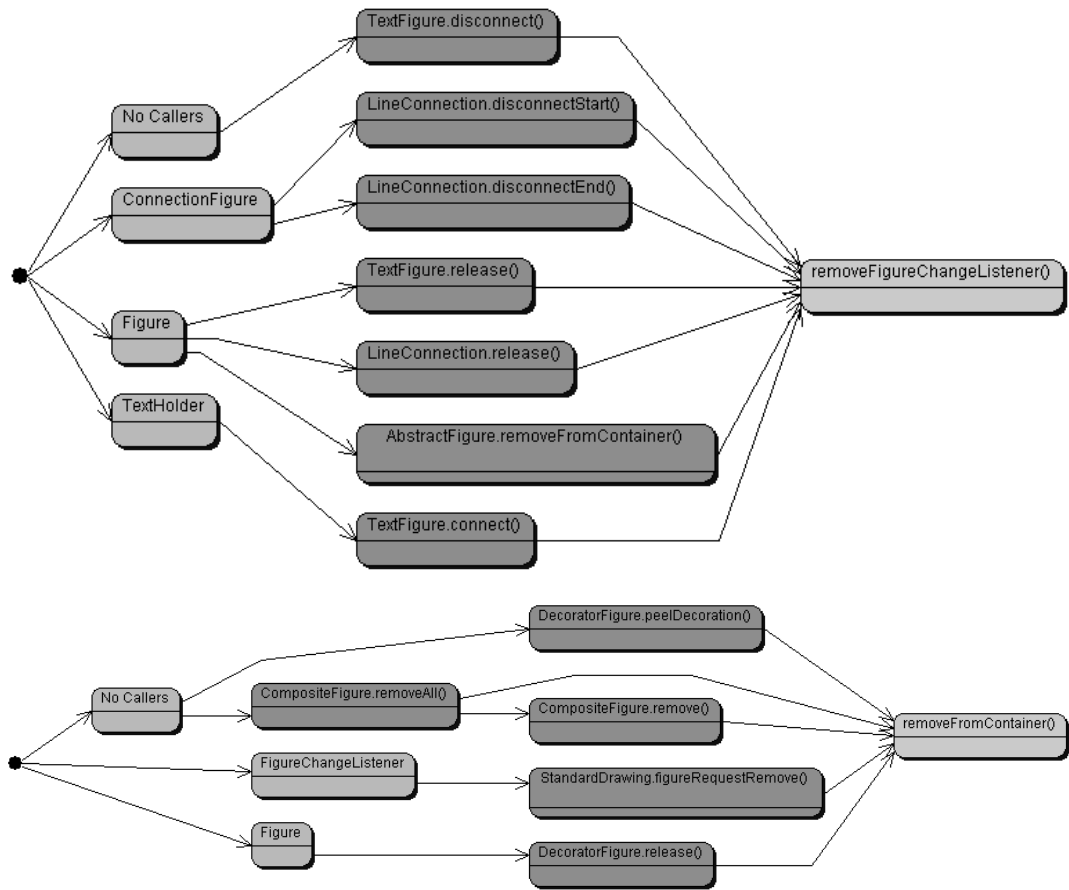 TextFigure.disconnect()
LineConnection.disconnectStart()
No Callers
LineConnection.disconnectEnd()
ConnectionFigure
TextFigure.release()
removeFigureChangeListener()
Figure
LineConnection.release()
TextHolder
AbstractFigure.removeFromContainer()
TextFigure.connect()
DecoratorFigure.peelDecoration()
No Callers
CompositeFigure.removeAll()
CompositeFigure.remove()
removeFromContainer()
FigureChangeListener
StandardDrawing.figureRequestRemove()
Figure
DecoratorFigure.release()